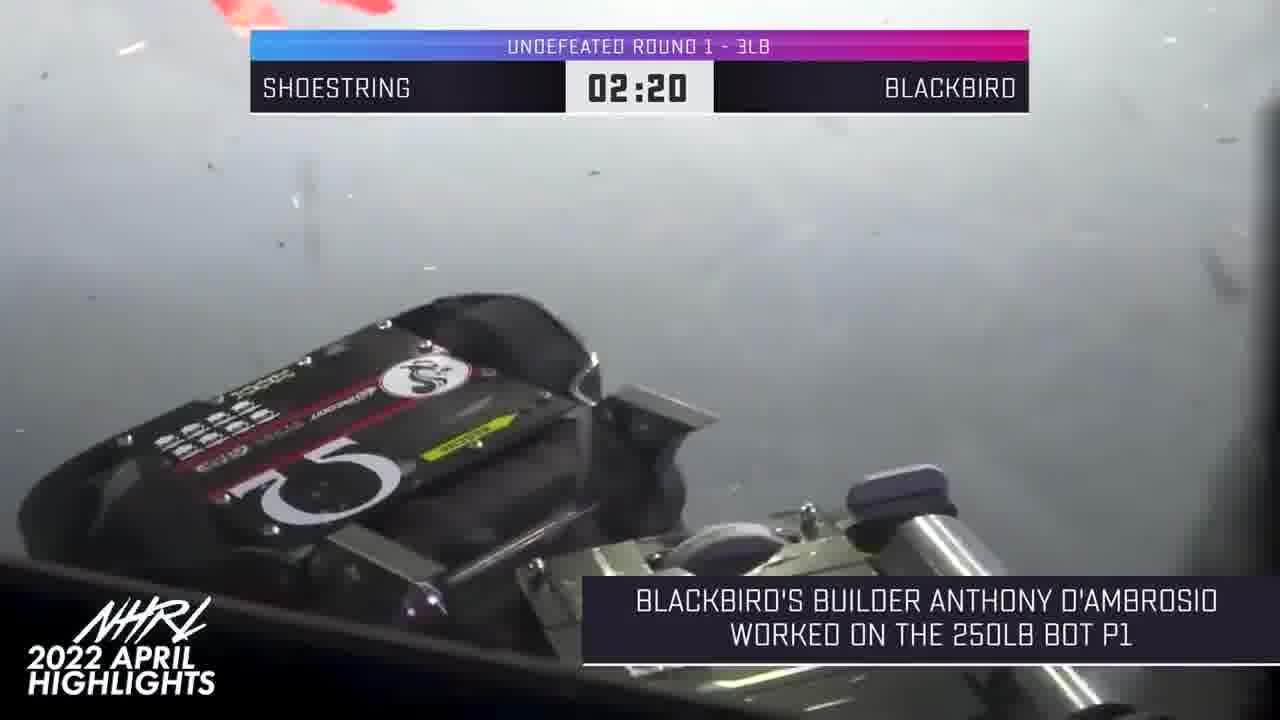 UNDEFEATED ROUND 1 - 3LB
SHOESTRING
02:20
BLACKBIRD
BLACKBIRD'S BUILDER ANTHONY D'AMBROSIO
WORKED ON THE 250LB BOT P1
NHRL
2022 APRIL
HIGHLIGHTS